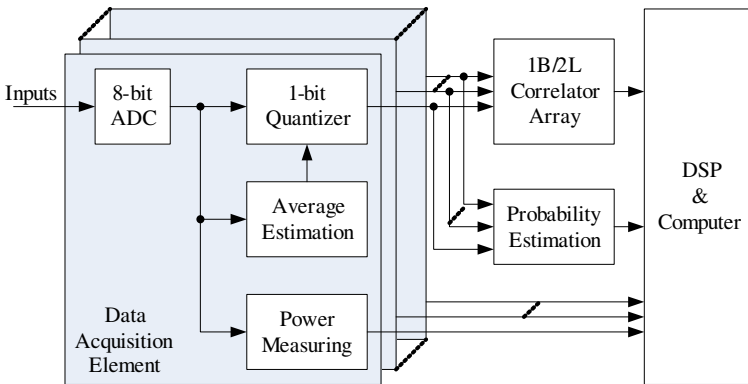 Inputs
8-bit
ADC
1-bit
Quantizer
Average
Estimation
Power
Measuring
Data
Acquisition
Element
1B/2L
Correlator
Array
Probability
Estimation
DSP
&
Computer